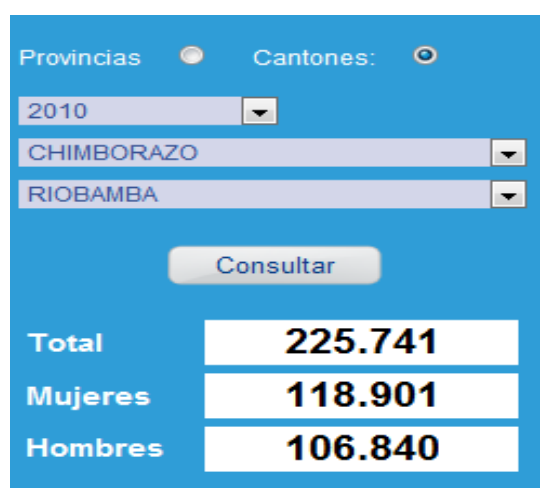 Provincias Cantones:
2010
CHIMBORAZO
RIOBAMBA
Consultar
Total 225.741
Mujeres 118.901
Hombres 106.840